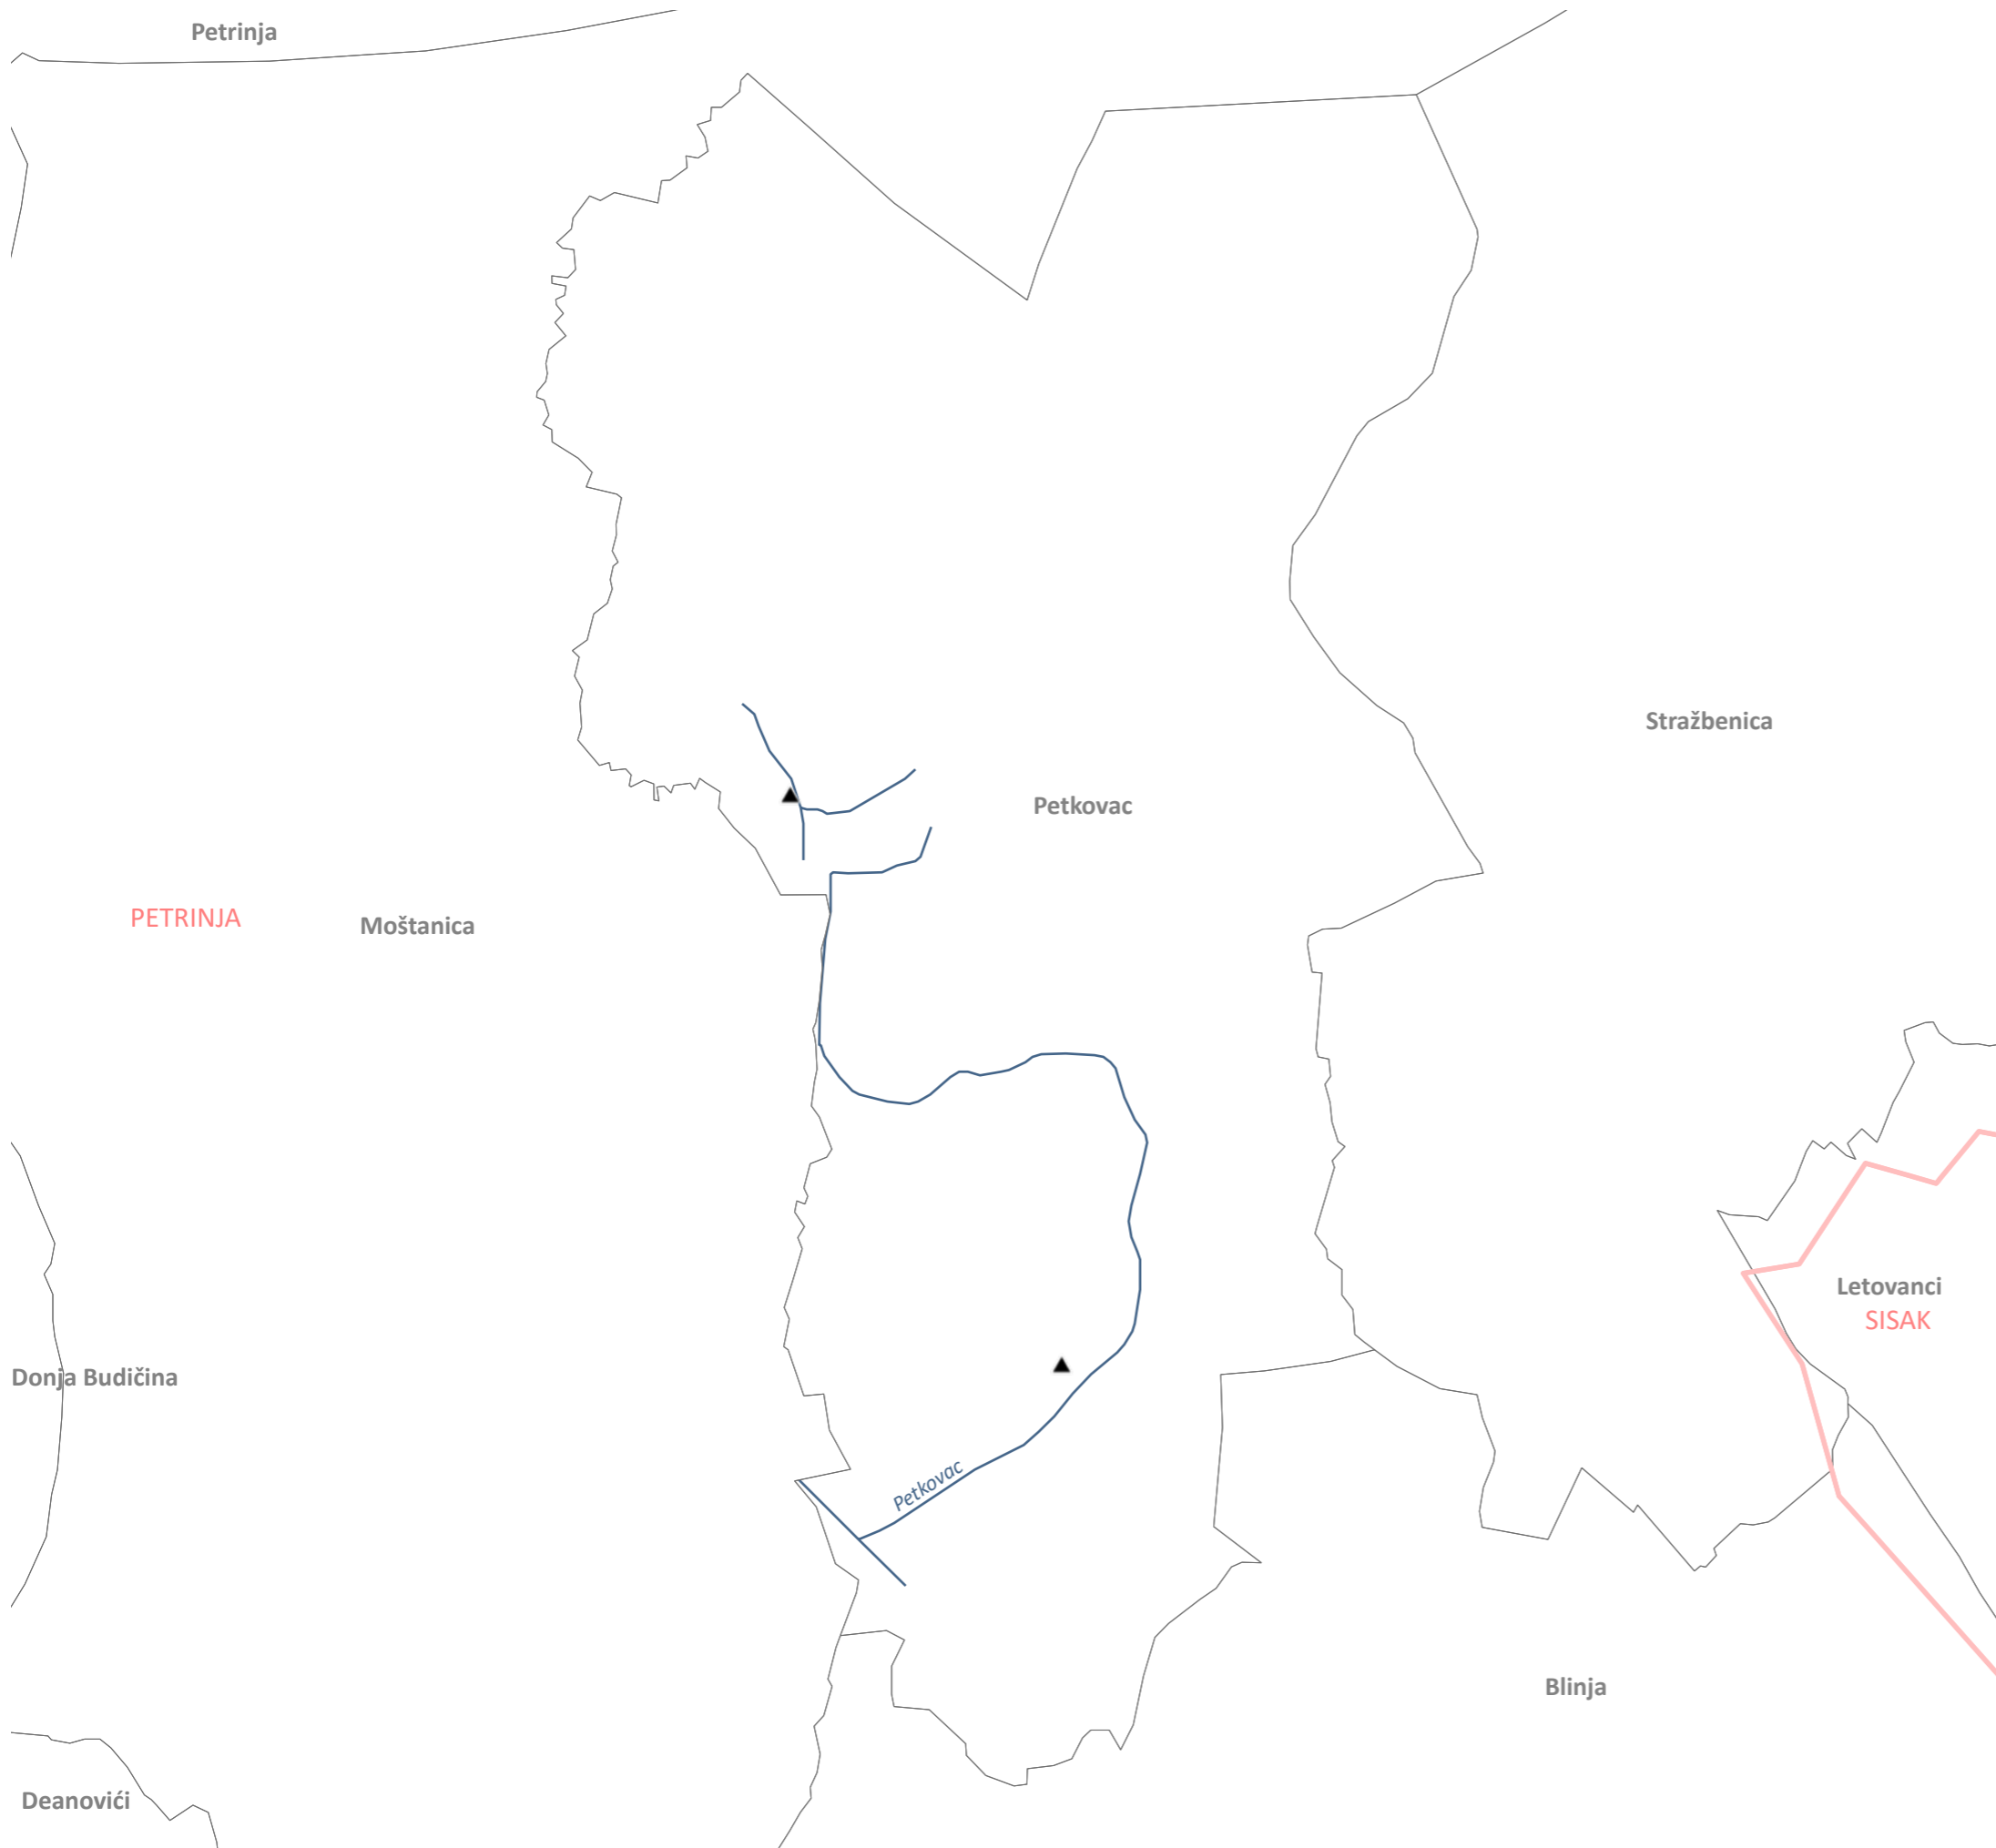 Petrinja
Stražbenica
Petkovac
PETRINJA
Moštanica
Letovanci
SISAK
Donja Budičina
Petkovac
Blinja
Deanovići